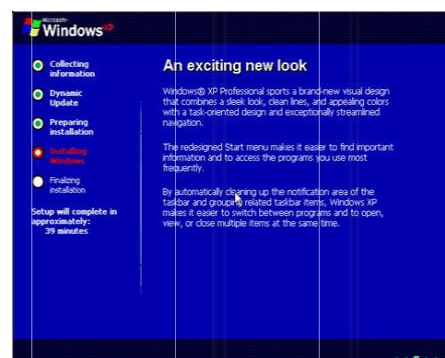 Microsoft®
Windows xp
Collecting
information
Dynamic
Update
Preparing
installation
Installing
Windows
Finalizing
installation
Setup will complete in
approximately:
39 minutes
An exciting new look
Windows® XP Professional sports a brand-new visual design
that combines a sleek look, clean lines, and appealing colors
with a task-oriented design and exceptionally streamlined
navigation.
The redesigned Start menu makes it easier to find important
information and to access the programs you use most
frequently.
By automatically cleaning up the notification area of the
taskbar and grouping related taskbar items, Windows XP
makes it easier to switch between programs and to open,
view, or close multiple items at the same time.